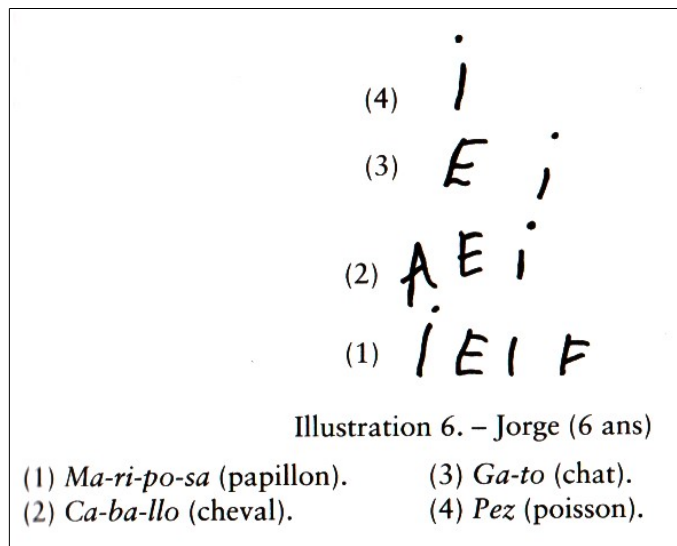 (4) i
(3) E i
(2) A E i
(1) i E I F
Illustration 6. – Jorge (6 ans)
(1) Ma-ri-po-sa (papillon). (3) Ga-to (chat).
(2) Ca-ba-llo (cheval). (4) Pez (poisson).